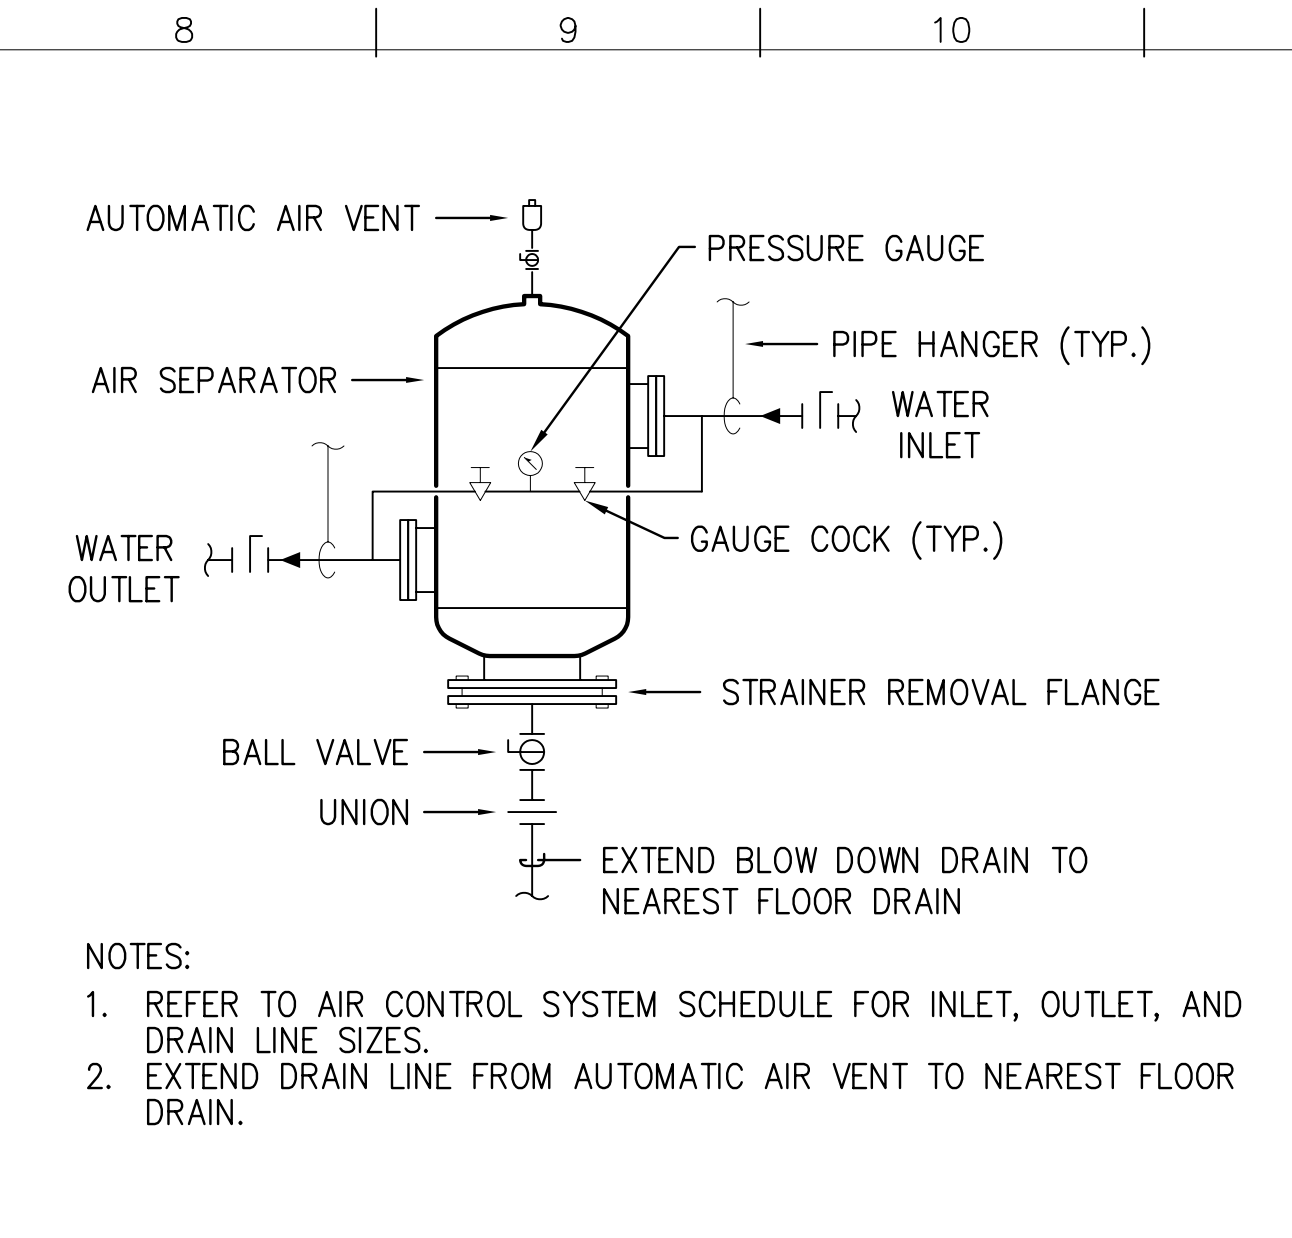 8
9
10
AUTOMATIC AIR VENT
PRESSURE GAUGE
PIPE HANGER (TYP.)
AIR SEPARATOR
WATER
INLET
GAUGE COCK (TYP.)
WATER
OUTLET
STRAINER REMOVAL FLANGE
BALL VALVE
UNION
EXTEND BLOW DOWN DRAIN TO
NEAREST FLOOR DRAIN
NOTES:
1. REFER TO AIR CONTROL SYSTEM SCHEDULE FOR INLET, OUTLET, AND
DRAIN LINE SIZES.
2. EXTEND DRAIN LINE FROM AUTOMATIC AIR VENT TO NEAREST FLOOR
DRAIN.